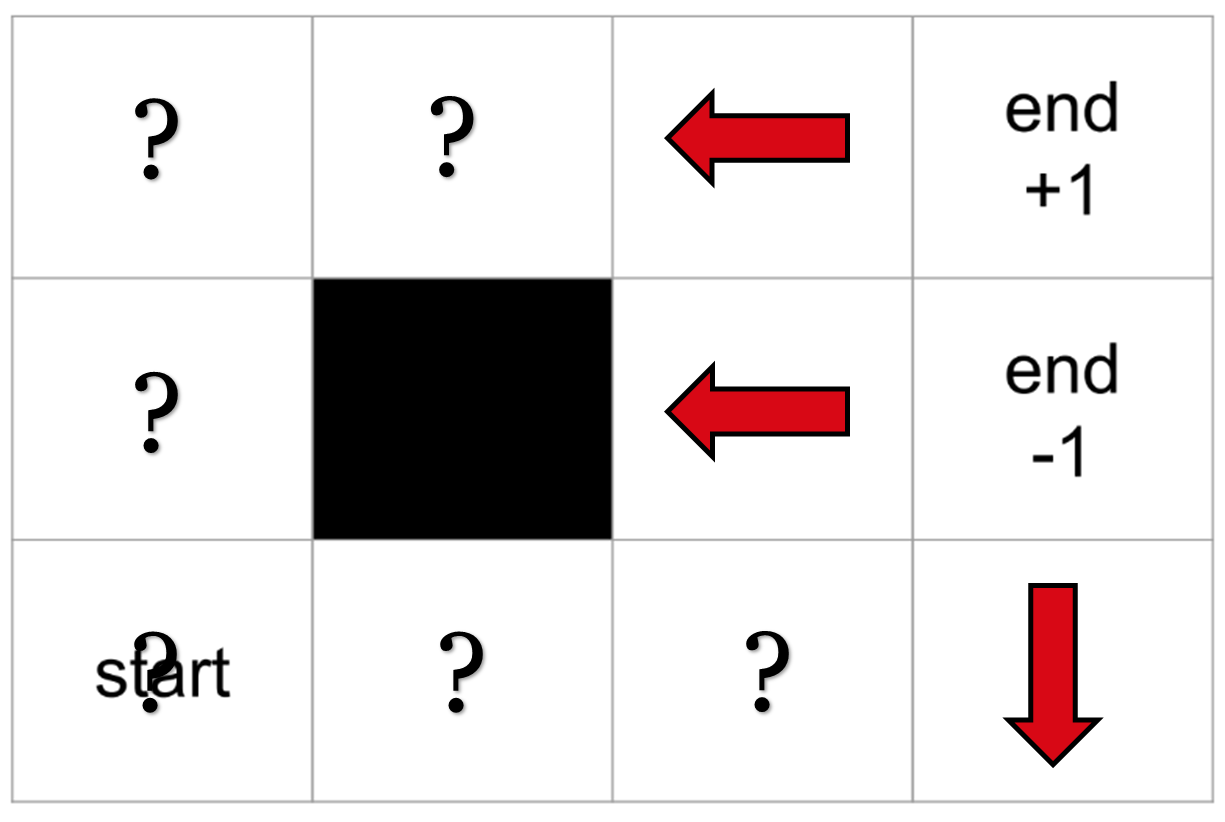 ? ? end
+1
? end
-1
start ? ? ?